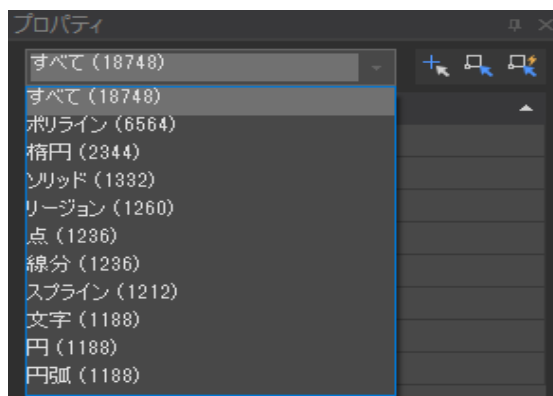 プロパティ
すべて (18748)
すべて (18748)
ポリライン (6564)
楕円 (2344)
ソリッド (1332)
リージョン (1260)
点 (1236)
線分 (1236)
スプライン (1212)
文字 (1188)
円 (1188)
円弧 (1188)